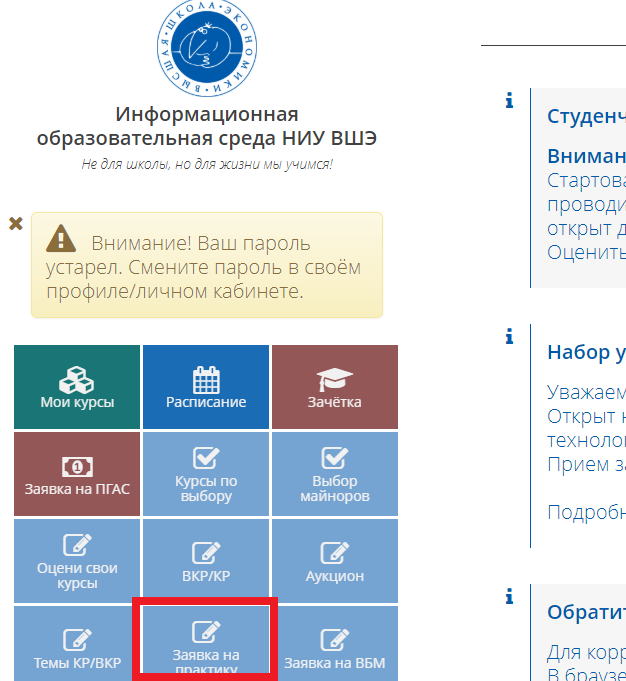 ВЫСШАЯ•ШКОЛА•ЭКОНОМИКИ•
Информационная
образовательная среда НИУ ВШЭ
Не для школы, но для жизни мы учимся!
Внимание! Ваш пароль
устарел. Смените пароль в своём
профиле/личном кабинете.
Мои курсы
Расписание
Зачётка
Заявка на ПГАС
Курсы по
выбору
Выбор
майноров
Оцени свои
курсы
ВКР/КР
Аукцион
Темы КР/ВКР
Заявка на
практику
Заявка на ВБМ
Студенч
Вниман
Стартова
проводи
открыт д
Оценить
Набор у
Уважаем
Открыт н
техноло
Прием за
Подробн
Обратит
Для корр
В браузе